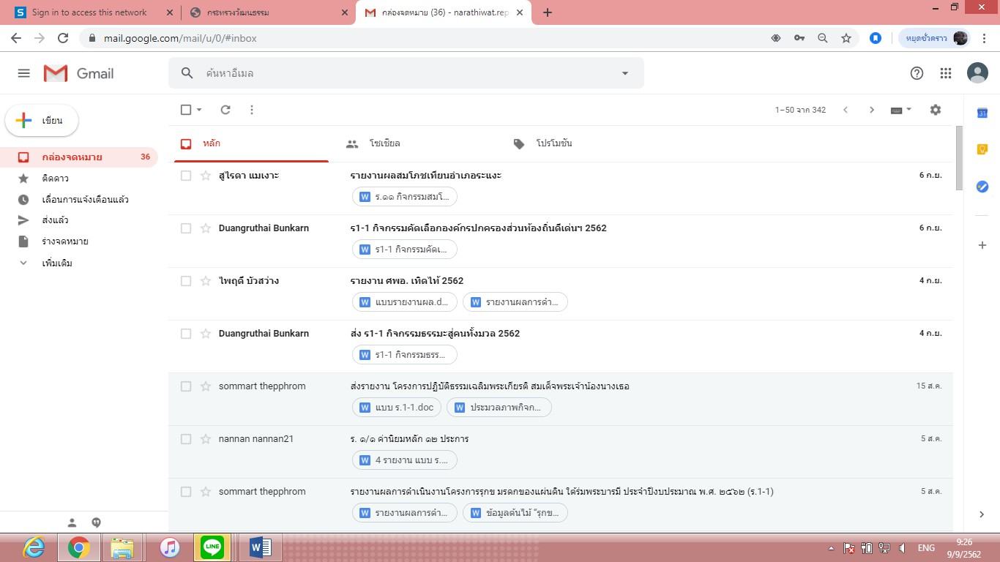 Sign in to access this network
กระทรวงวัฒนธรรม
กล่องจดหมาย (36) - narathiwat.rep
mail.google.com/mail/u/0/#inbox
หยุดชั่วคราว
Gmail
ค้นหาอีเมล
เขียน
1–50 จาก 342
หลัก
โซเชียล
โปรโมชัน
กล่องจดหมาย 36
ติดดาว
เลื่อนการแจ้งเตือนแล้ว
ส่งแล้ว
ร่างจดหมาย
เพิ่มเติม
สูไรดา แมเงาะ รายงานผลสมโภชเทียนอำเภอระแงะ 6 ก.ย.
W ร.๑๑ กิจกรรมสมโ...
Duangruthai Bunkarn ร1-1 กิจกรรมคัดเลือกองค์กรปกครองส่วนท้องถิ่นดีเด่นฯ 2562 6 ก.ย.
W ร1-1 กิจกรรมคัดเ...
ไพฤดี บัวสว่าง รายงาน ศพอ. เทิดไท้ 2562 4 ก.ย.
W แบบรายงานผล.d... W รายงานผลการดำ...
Duangruthai Bunkarn ส่ง ร1-1 กิจกรรมธรรมะสู่คนทั้งมวล 2562 4 ก.ย.
W ร1-1 กิจกรรมธรร...
sommart thepphrom ส่งรายงาน โครงการปฏิบัติธรรมเฉลิมพระเกียรติ สมเด็จพระเจ้าน้องนางเธอ 15 ส.ค.
W แบบ ร.1-1.doc W ประมวลภาพกิจก...
nannan nannan21 ร. ๑/๑ ค่านิยมหลัก ๑๒ ประการ 5 ส.ค.
W 4 รายงาน แบบ ร....
sommart thepphrom รายงานผลการดำเนินงานโครงการรุกข มรดกของแผ่นดิน ใต้ร่มพระบารมี ประจำปีงบประมาณ พ.ศ. ๒๕๖๒ (ร.1-1) 5 ส.ค.
W รายงานผลการดำ... W ข้อมูลต้นไม้ "รุกข...
31
LINE
ENG
9:26
9/9/2562